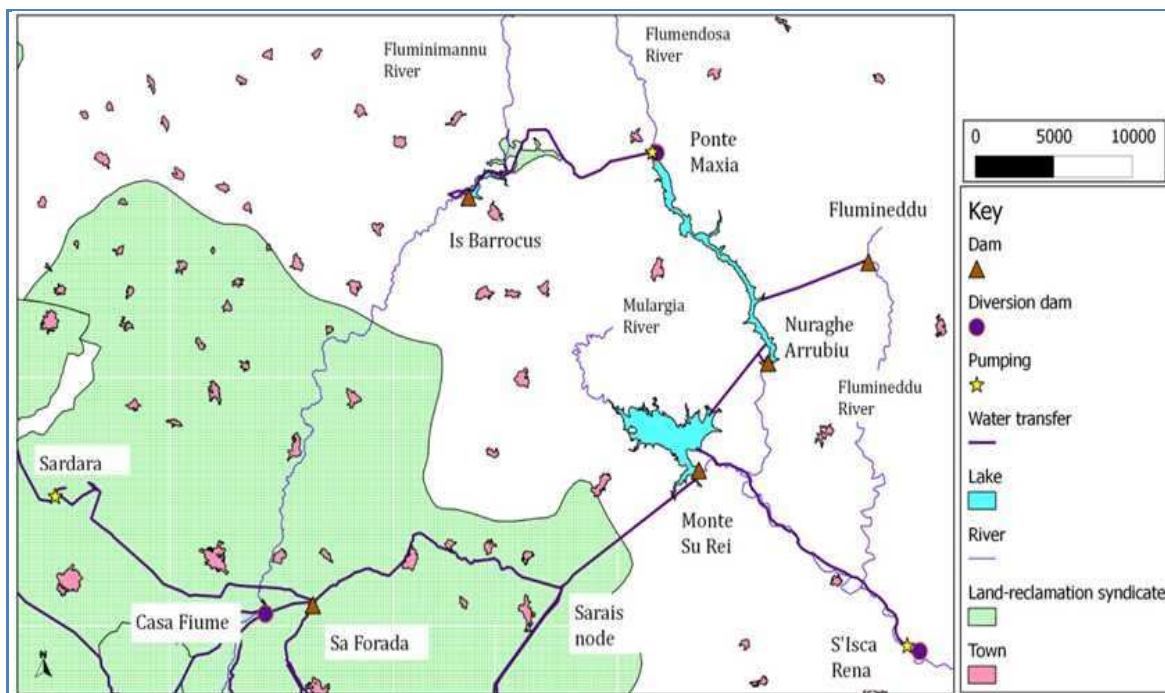 Fluminimannu
River
Flumendosa
River
Ponte
Maxia
Is Barrocus
Flumineddu
Mulargia
River
Nuraghe
Arrubiu
Flumineddu
River
Sardara
Monte
Su Rei
Casa Fiume
Sa Forada
Sarais
node
S'Isca
Rena
N
0 5000 10000
Key
Dam
Diversion dam
Pumping
Water transfer
Lake
River
Land-reclamation syndicate
Town